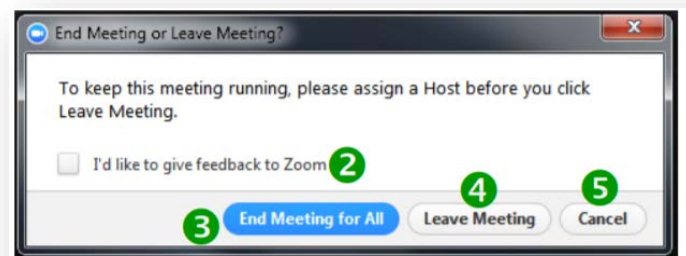 End Meeting or Leave Meeting?
To keep this meeting running, please assign a Host before you click
Leave Meeting.
I'd like to give feedback to Zoom 2
3 End Meeting for All 4 Leave Meeting 5 Cancel